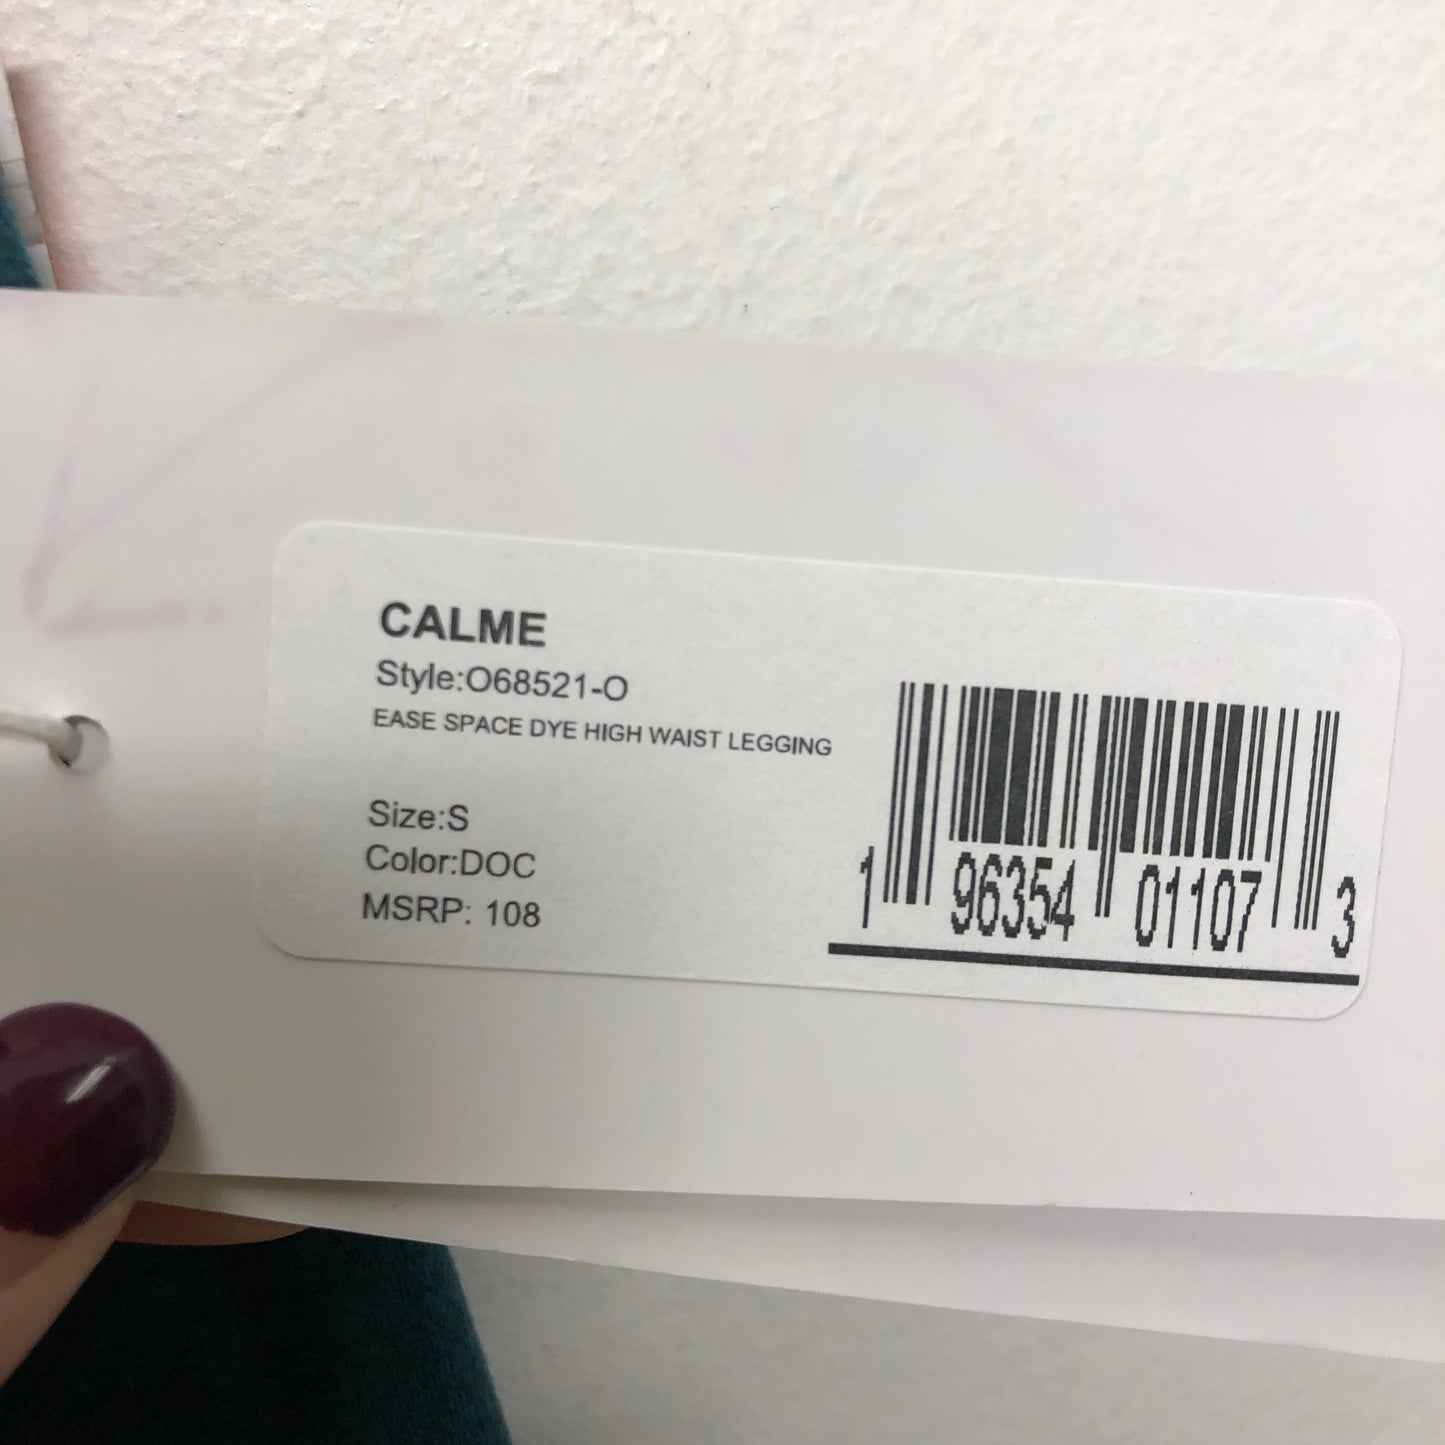 CALME
Style:O68521-O
EASE SPACE DYE HIGH WAIST LEGGING
Size:S
Color:DOC
MSRP: 108
1 96354 01107 3